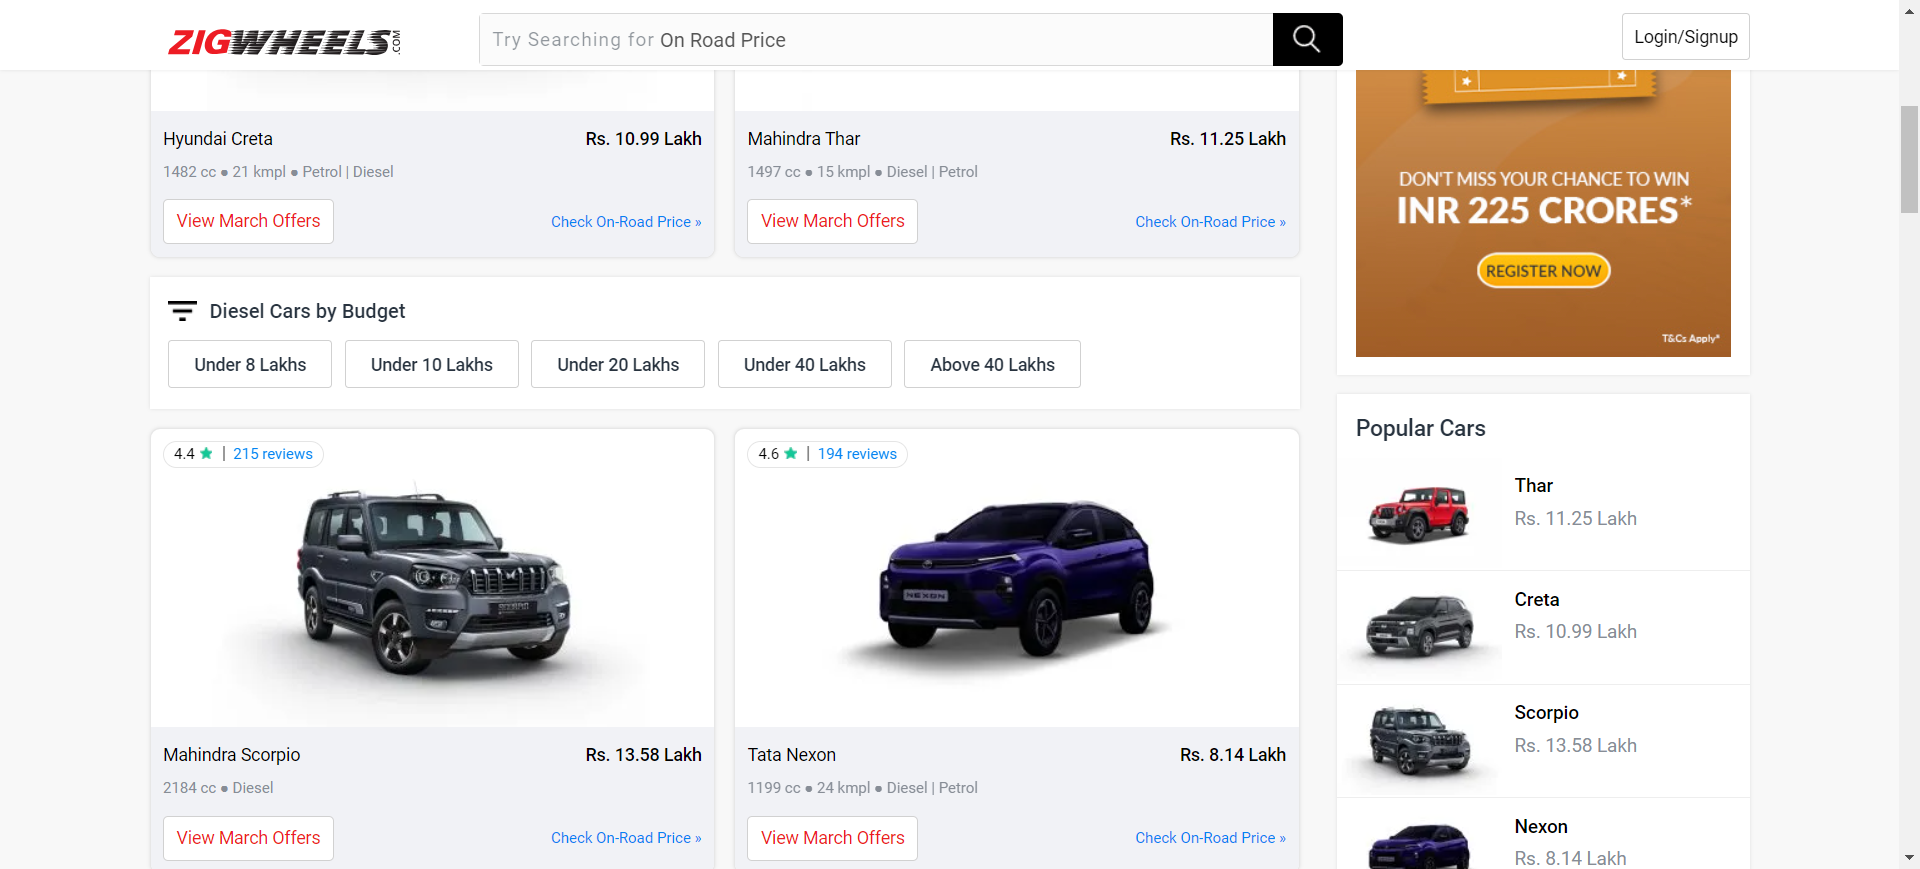 ZIGWHEELS.COM
Try Searching for On Road Price
Login/Signup
Hyundai Creta
Rs. 10.99 Lakh
1482 cc ● 21 kmpl ● Petrol | Diesel
View March Offers
Check On-Road Price »
Mahindra Thar
Rs. 11.25 Lakh
1497 cc ● 15 kmpl ● Diesel | Petrol
View March Offers
Check On-Road Price »
DON'T MISS YOUR CHANCE TO WIN
INR 225 CRORES*
REGISTER NOW
T&Cs Apply*
Diesel Cars by Budget
Under 8 Lakhs
Under 10 Lakhs
Under 20 Lakhs
Under 40 Lakhs
Above 40 Lakhs
4.4 ★ | 215 reviews
SCORPIO
Mahindra Scorpio
Rs. 13.58 Lakh
2184 cc ● Diesel
View March Offers
Check On-Road Price »
4.6 ★ | 194 reviews
NEXON
Tata Nexon
Rs. 8.14 Lakh
1199 cc ● 24 kmpl ● Diesel | Petrol
View March Offers
Check On-Road Price »
Popular Cars
Thar
Rs. 11.25 Lakh
Creta
Rs. 10.99 Lakh
Scorpio
Rs. 13.58 Lakh
Nexon
Rs. 8.14 Lakh